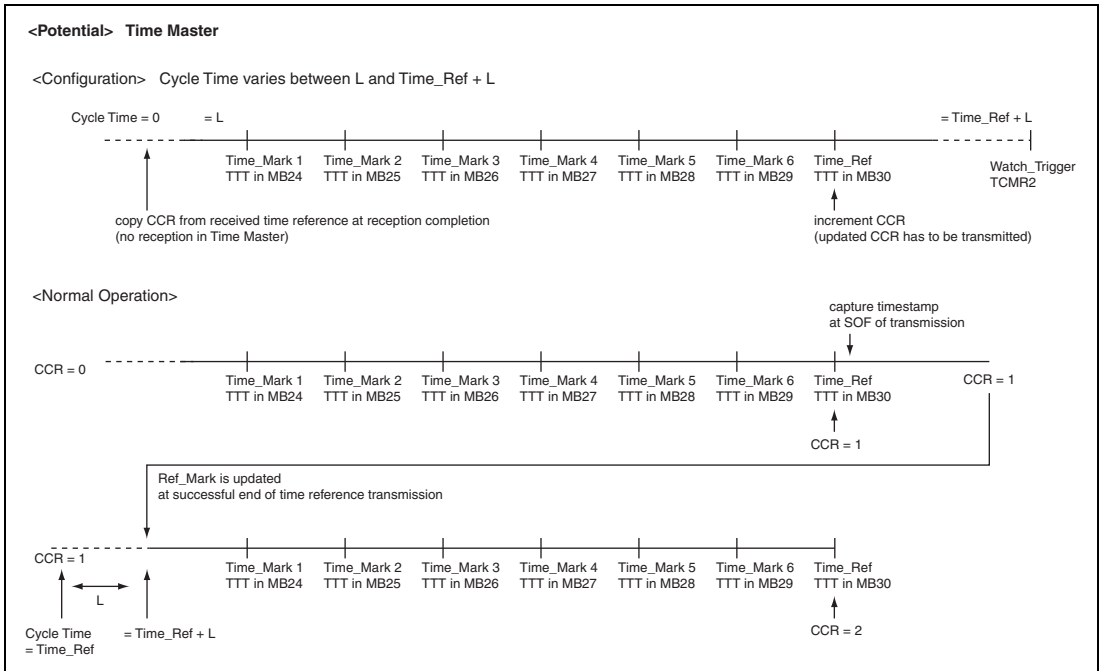 <Potential> Time Master
<Configuration> Cycle Time varies between L and Time_Ref + L
Cycle Time = 0 = L = Time_Ref + L
Time_Mark 1 Time_Mark 2 Time_Mark 3 Time_Mark 4 Time_Mark 5 Time_Mark 6 Time_Ref
TTT in MB24 TTT in MB25 TTT in MB26 TTT in MB27 TTT in MB28 TTT in MB29 TTT in MB30
Watch_Trigger
TCMR2
copy CCR from received time reference at reception completion
(no reception in Time Master)
increment CCR
(updated CCR has to be transmitted)
<Normal Operation>
capture timestamp
at SOF of transmission
CCR = 0
Time_Mark 1 Time_Mark 2 Time_Mark 3 Time_Mark 4 Time_Mark 5 Time_Mark 6 Time_Ref
TTT in MB24 TTT in MB25 TTT in MB26 TTT in MB27 TTT in MB28 TTT in MB29 TTT in MB30
CCR = 1
CCR = 1
Ref_Mark is updated
at successful end of time reference transmission
CCR = 1
Time_Mark 1 Time_Mark 2 Time_Mark 3 Time_Mark 4 Time_Mark 5 Time_Mark 6 Time_Ref
TTT in MB24 TTT in MB25 TTT in MB26 TTT in MB27 TTT in MB28 TTT in MB29 TTT in MB30
L
Cycle Time = Time_Ref + L
= Time_Ref
CCR = 2